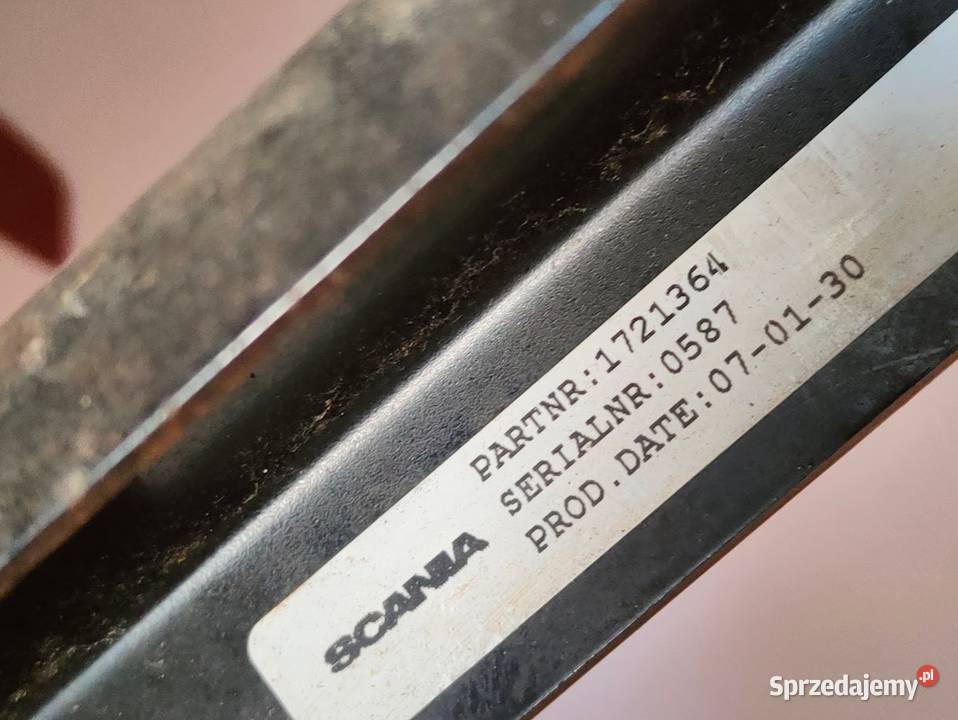 SCANIA
PARTNR:1721364
SERIALNR:0587
PROD.DATE:07-01-30
Sprzedajemy.pl